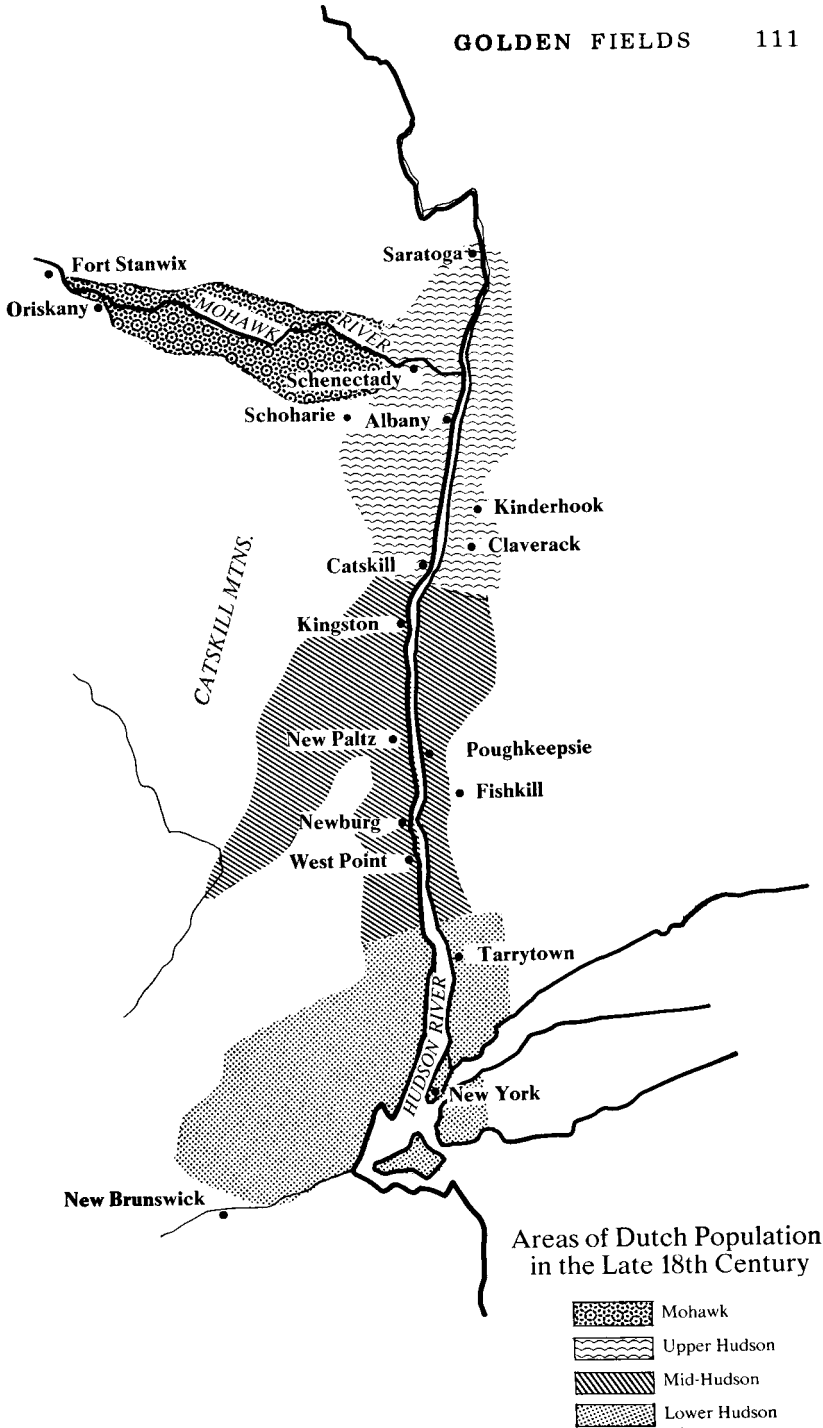 GOLDEN FIELDS 111
Saratoga
Fort Stanwix
Oriskany
MOHAWK
RIVER
Schenectady
Schoharie
Albany
Kinderhook
Claverack
Catskill
CATSKILL MTNS.
Kingston
New Paltz
Poughkeepsie
Fishkill
Newburg
West Point
Tarrytown
HUDSON RIVER
New York
New Brunswick
Areas of Dutch Population
in the Late 18th Century
Mohawk
Upper Hudson
Mid-Hudson
Lower Hudson